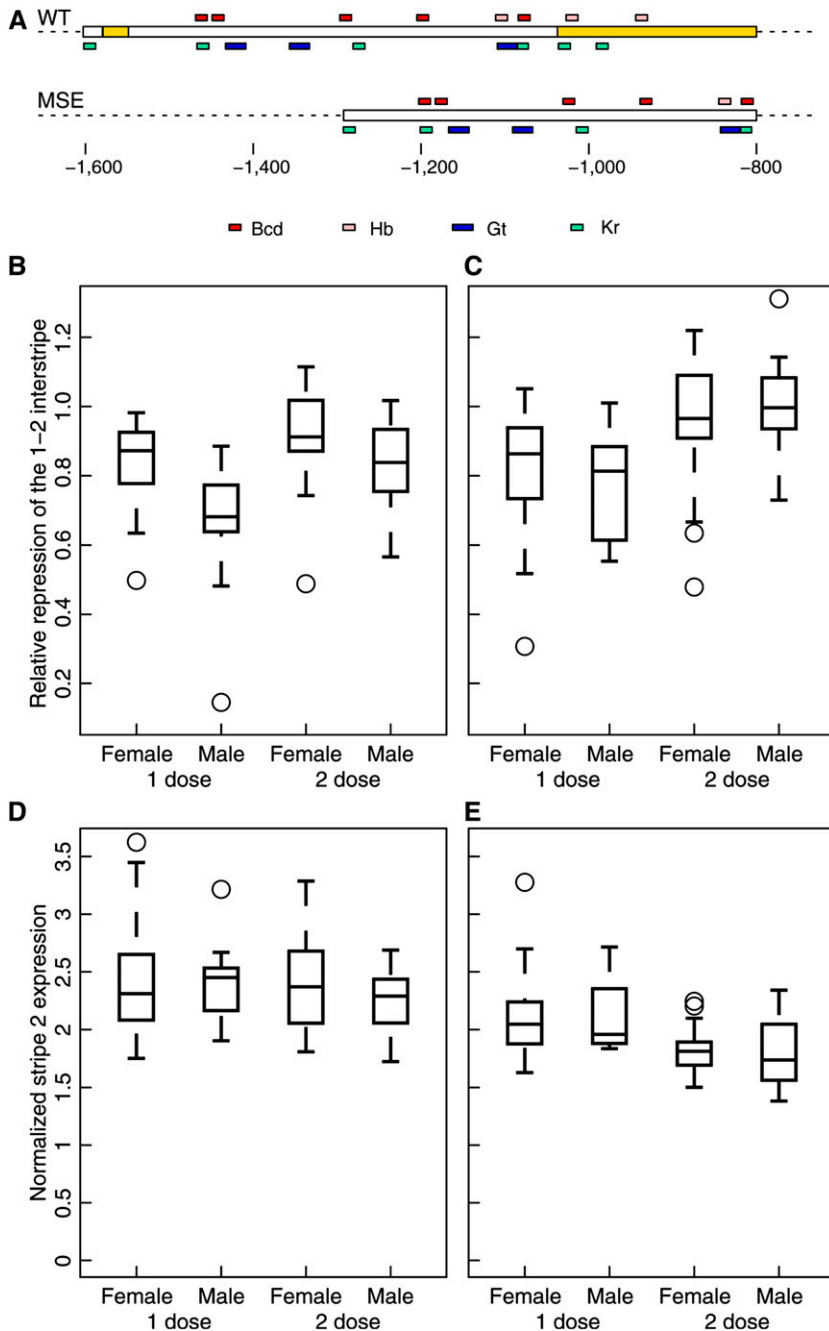 A
WT
MSE
−1,600 −1,400 −1,200 −1,000 −800
Bcd Hb Gt Kr
B
Relative repression of the 1−2 interstripe
0.2 0.4 0.6 0.8 1.0 1.2
Female Male Female Male
1 dose 2 dose
C
Female Male Female Male
1 dose 2 dose
D
Normalized stripe 2 expression
0 0.5 1 1.5 2 2.5 3 3.5
Female Male Female Male
1 dose 2 dose
E
Female Male Female Male
1 dose 2 dose